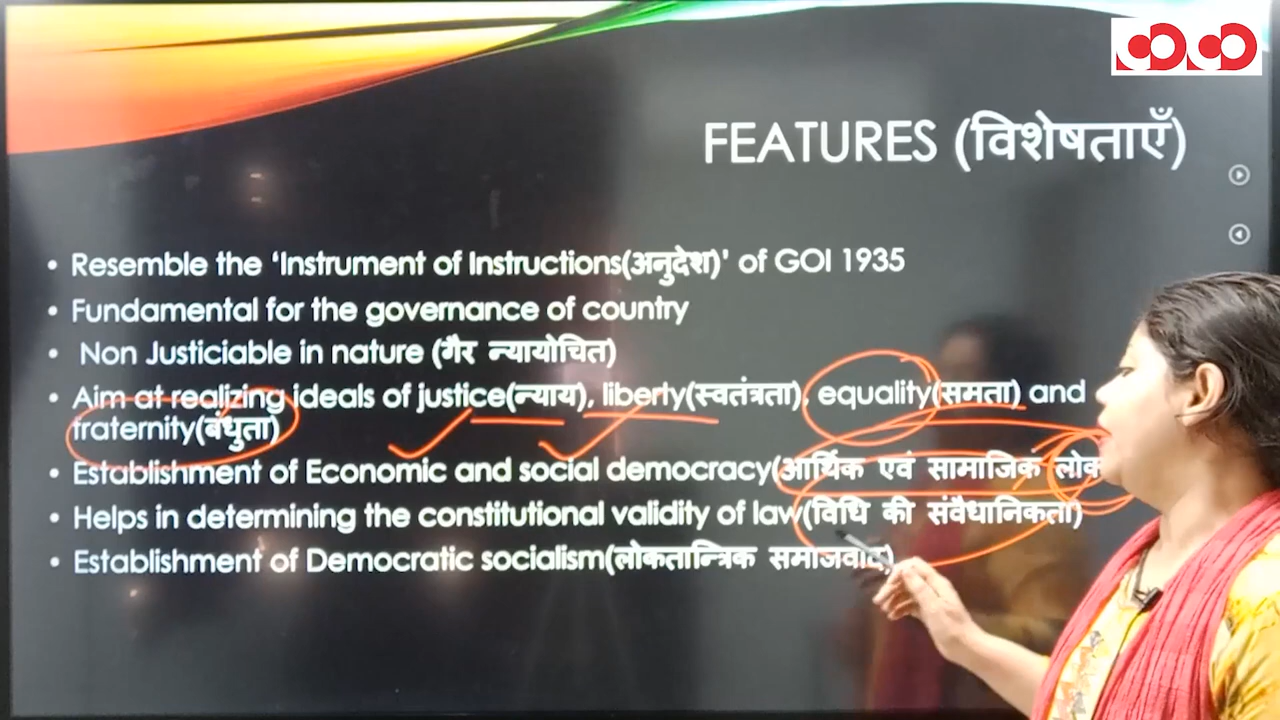 FEATURES (विशेषताएँ)
• Resemble the ‘Instrument of Instructions(अनुदेश)’ of GOI 1935
• Fundamental for the governance of country
• Non Justiciable in nature (गैर न्यायोचित)
• Aim at realizing ideals of justice(न्याय), liberty(स्वतंत्रता), equality(समता) and
fraternity(बंधुता)
• Establishment of Economic and social democracy(आर्थिक एवं सामाजिक लोक
• Helps in determining the constitutional validity of law(विधि की संवैधानिकता)
• Establishment of Democratic socialism(लोकतान्त्रिक समाजवाद)